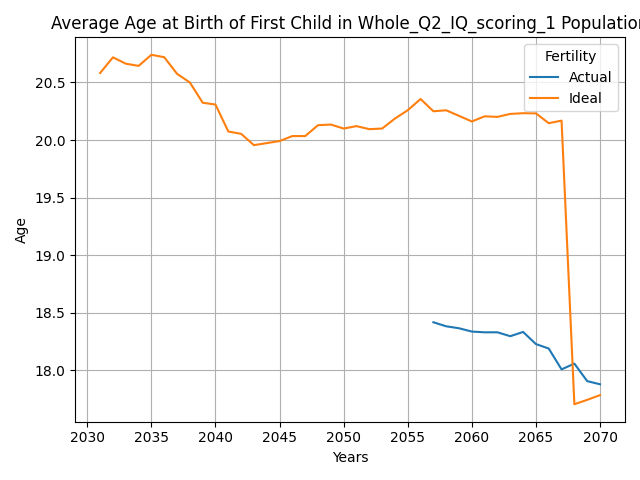 Average Age at Birth of First Child in Whole_Q2_IQ_scoring_1 Population
Fertility
Actual
Ideal
Age
20.5
20.0
19.5
19.0
18.5
18.0
2030 2035 2040 2045 2050 2055 2060 2065 2070
Years